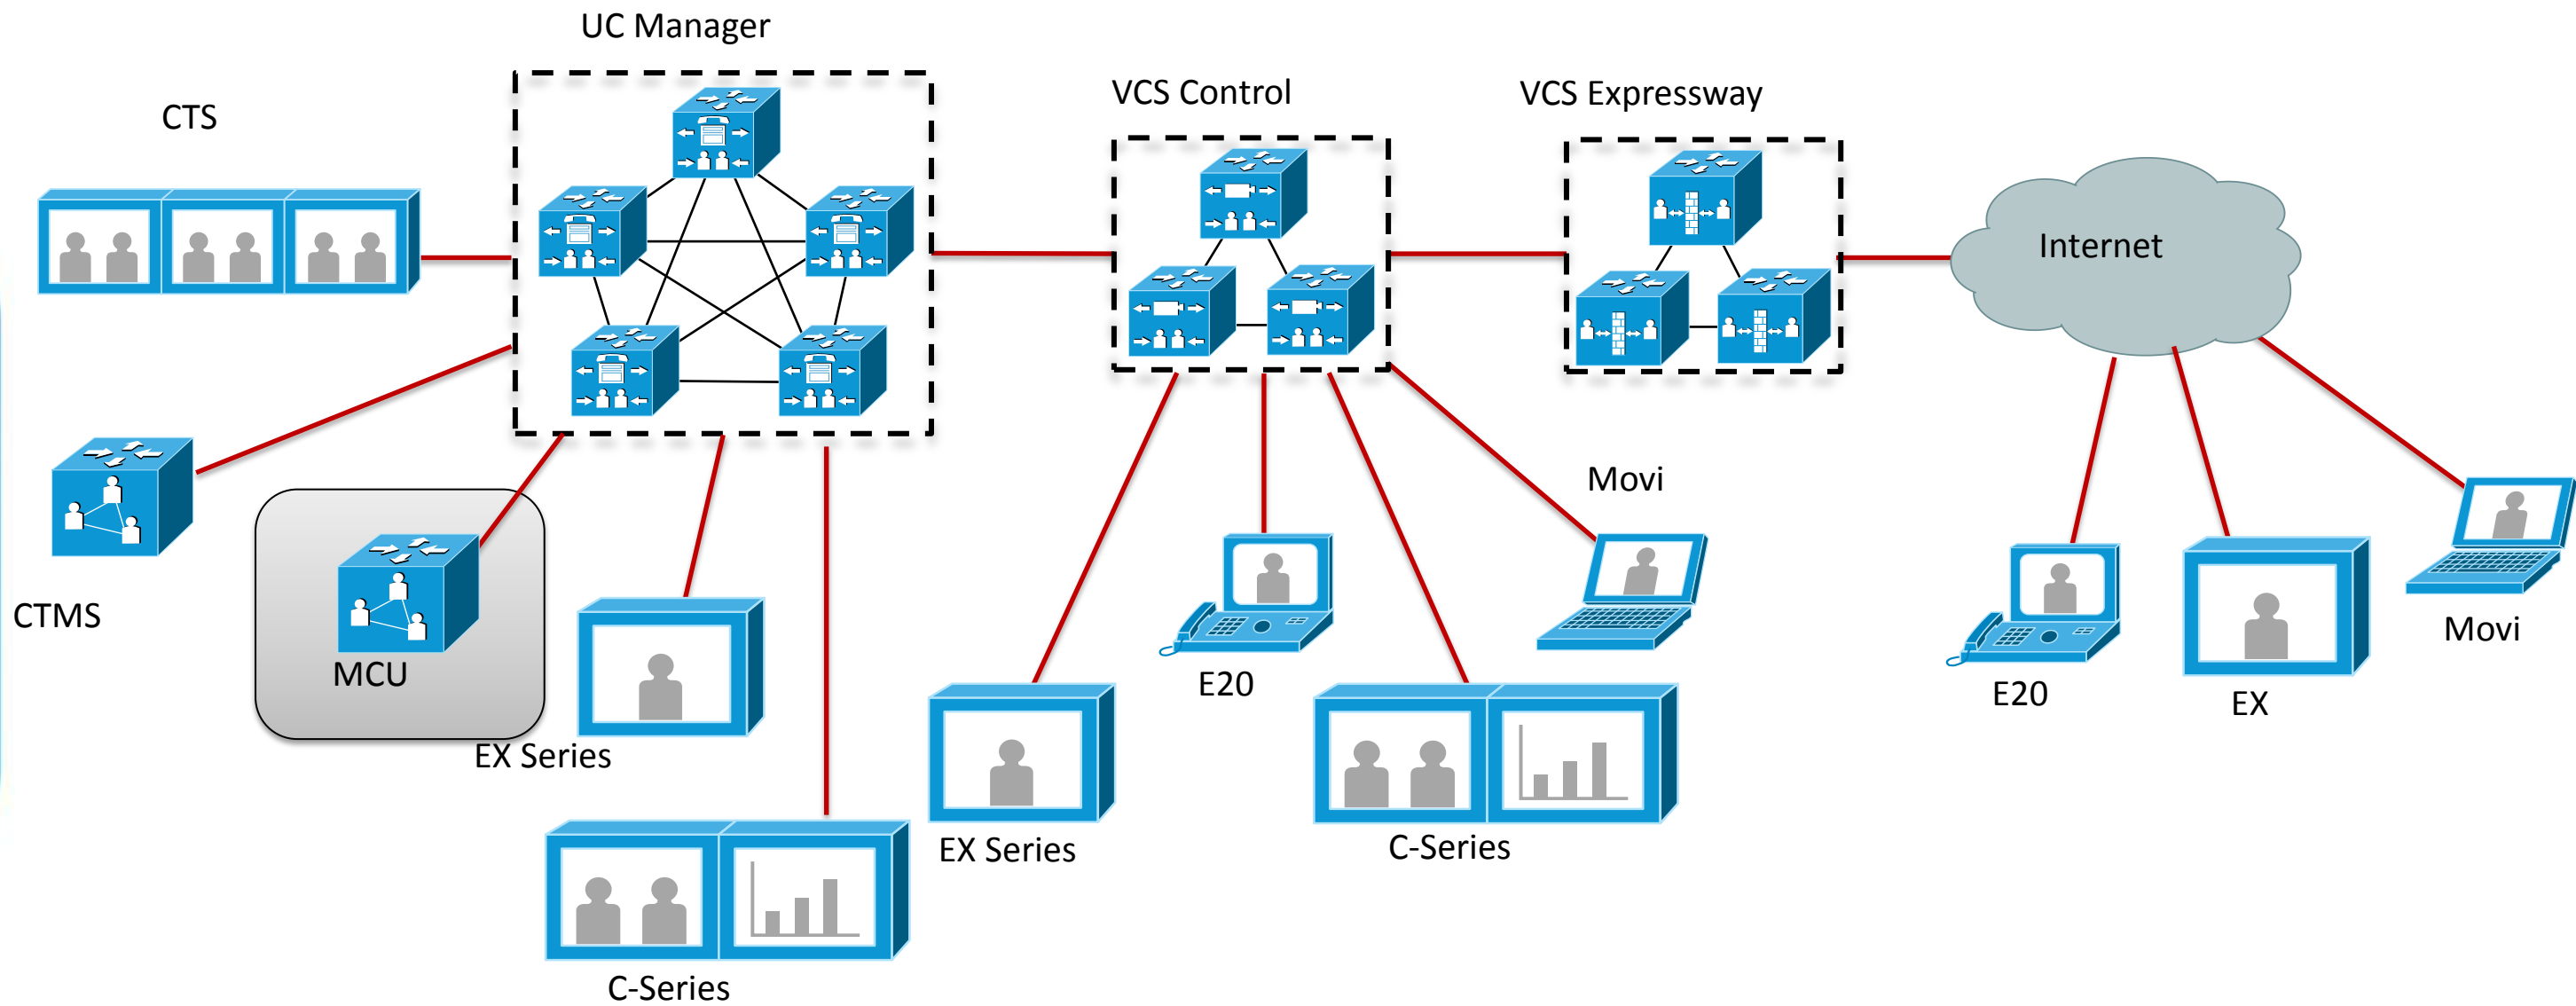 UC Manager
VCS Control
VCS Expressway
CTS
Internet
Movi
CTMS
MCU
E20
E20
EX
Movi
EX Series
EX Series
C-Series
C-Series